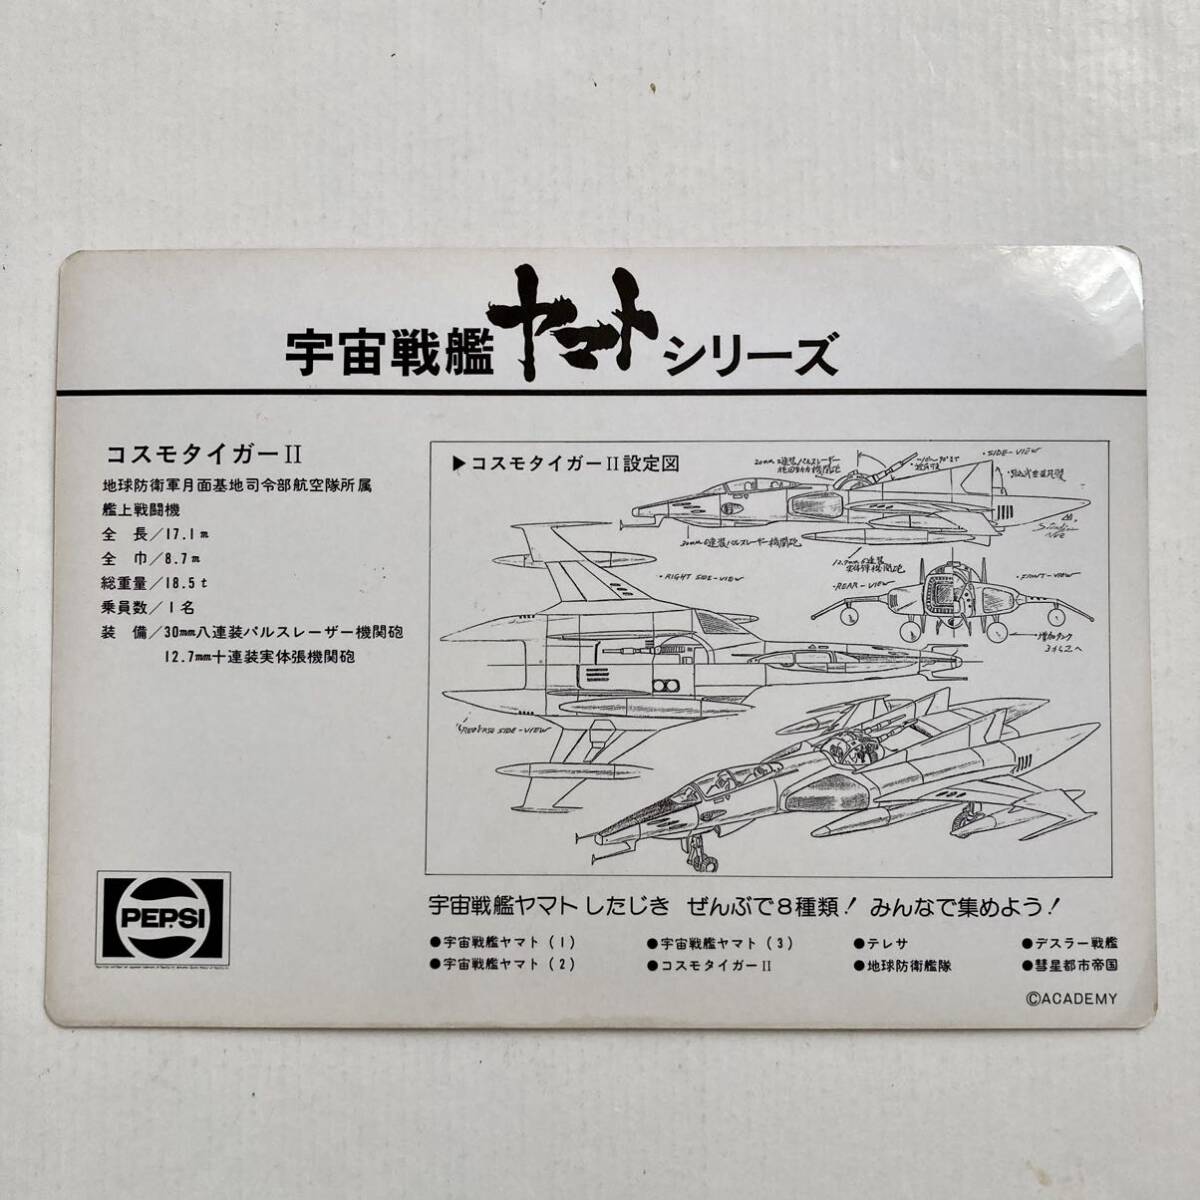 宇宙戦艦ヤマトシリーズ
コスモタイガーII
地球防衛軍月面基地司令部航空隊所属
艦上戦闘機
全　長／17.1m
全　巾／8.7m
総重量／18.5t
乗員数／1名
装　備／30mm八連装パルスレーザー機関砲
12.7mm十連装実体張機関砲
▶コスモタイガーII設定図
・SIDE-VIEW
・RIGHT SIDE-VIEW
・REAR-VIEW
・FRONT-VIEW
PEPSI
宇宙戦艦ヤマト したじき　ぜんぶで8種類！ みんなで集めよう！
●宇宙戦艦ヤマト(1)　●宇宙戦艦ヤマト(3)　●テレサ　●デスラー戦艦
●宇宙戦艦ヤマト(2)　●コスモタイガーII　●地球防衛艦隊　●彗星都市帝国
©ACADEMY